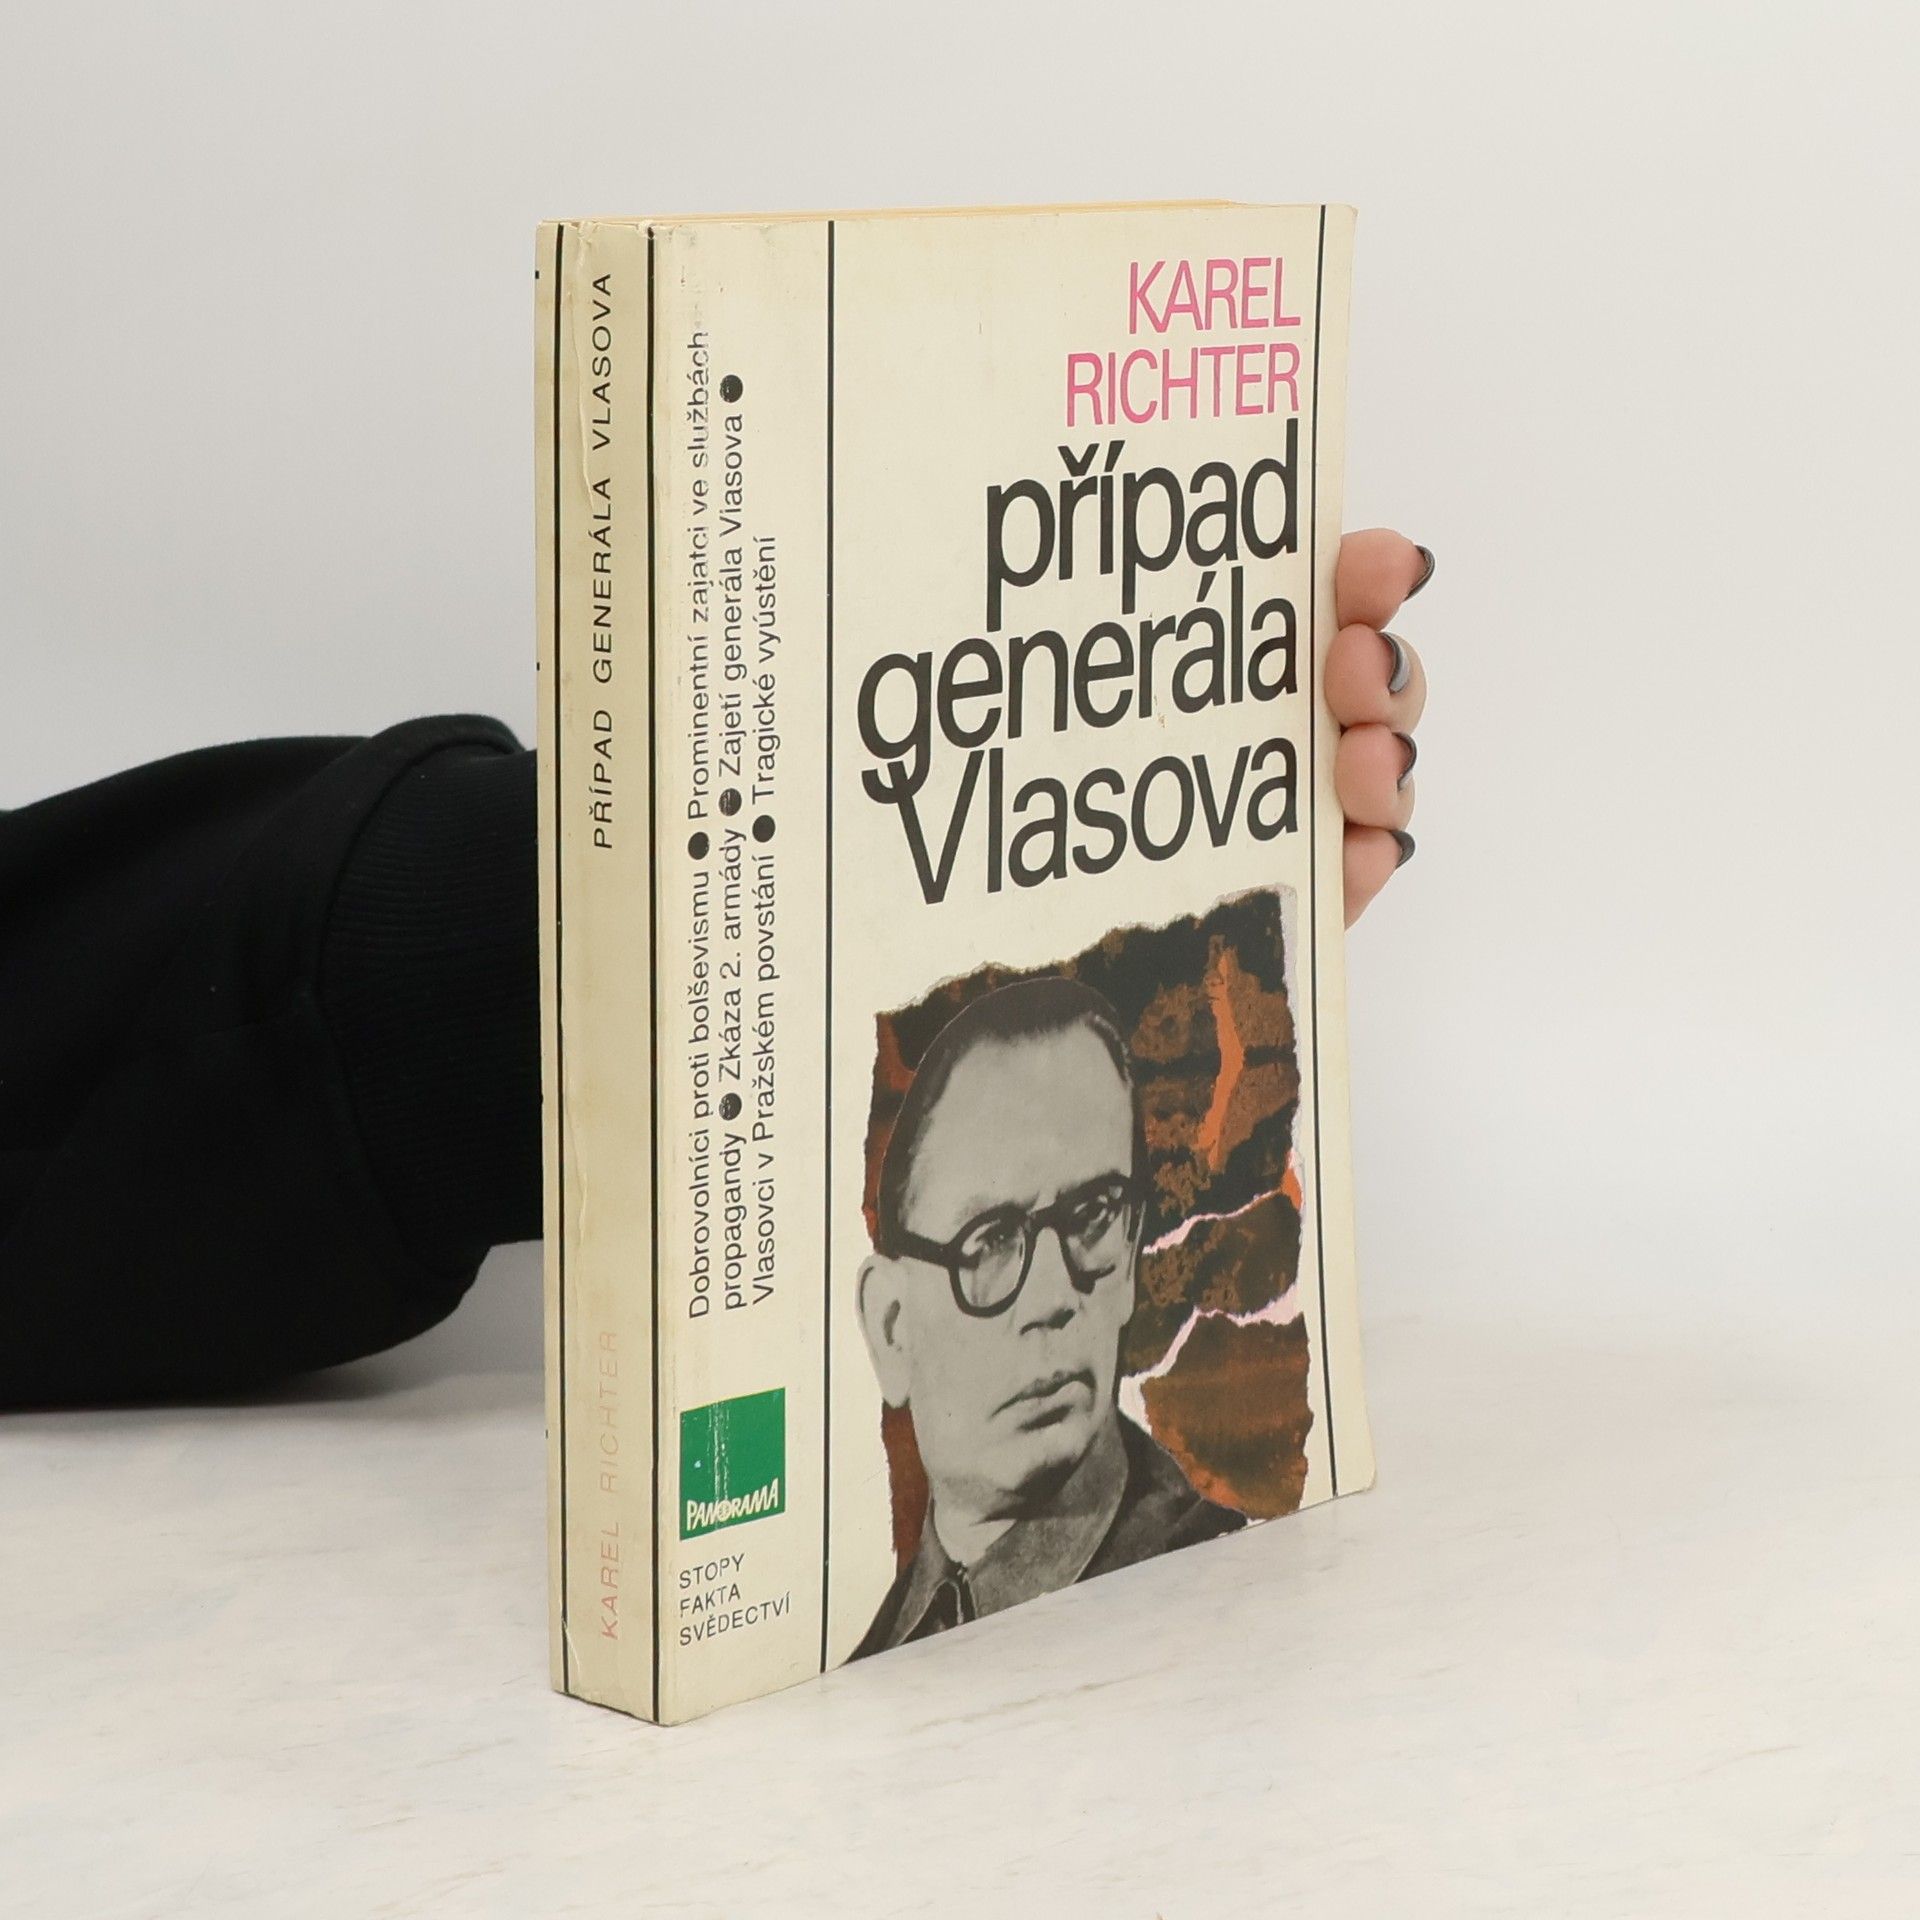 KAREL
RICHTER
případ
generála
Vlasova
Dobrovolníci proti bolševismu ● Prominentní zajatci ve službách
propagandy ● Zkáza 2. armády ● Zajetí generála Vlasova ●
Vlasovci v Pražském povstání ● Tragické vyústění
PANORAMA
STOPY
FAKTA
SVĚDECTVÍ
KAREL RICHTER PŘÍPAD GENERÁLA VLASOVA